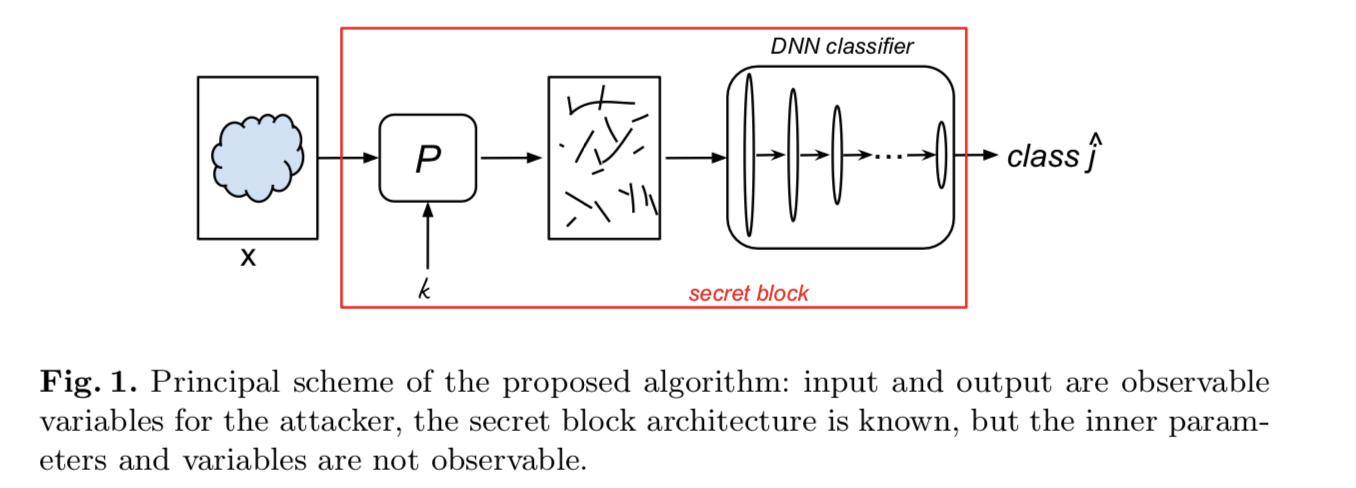 DNN classifier
P
class ĵ
x
k
secret block
Fig. 1. Principal scheme of the proposed algorithm: input and output are observable
variables for the attacker, the secret block architecture is known, but the inner param-
eters and variables are not observable.